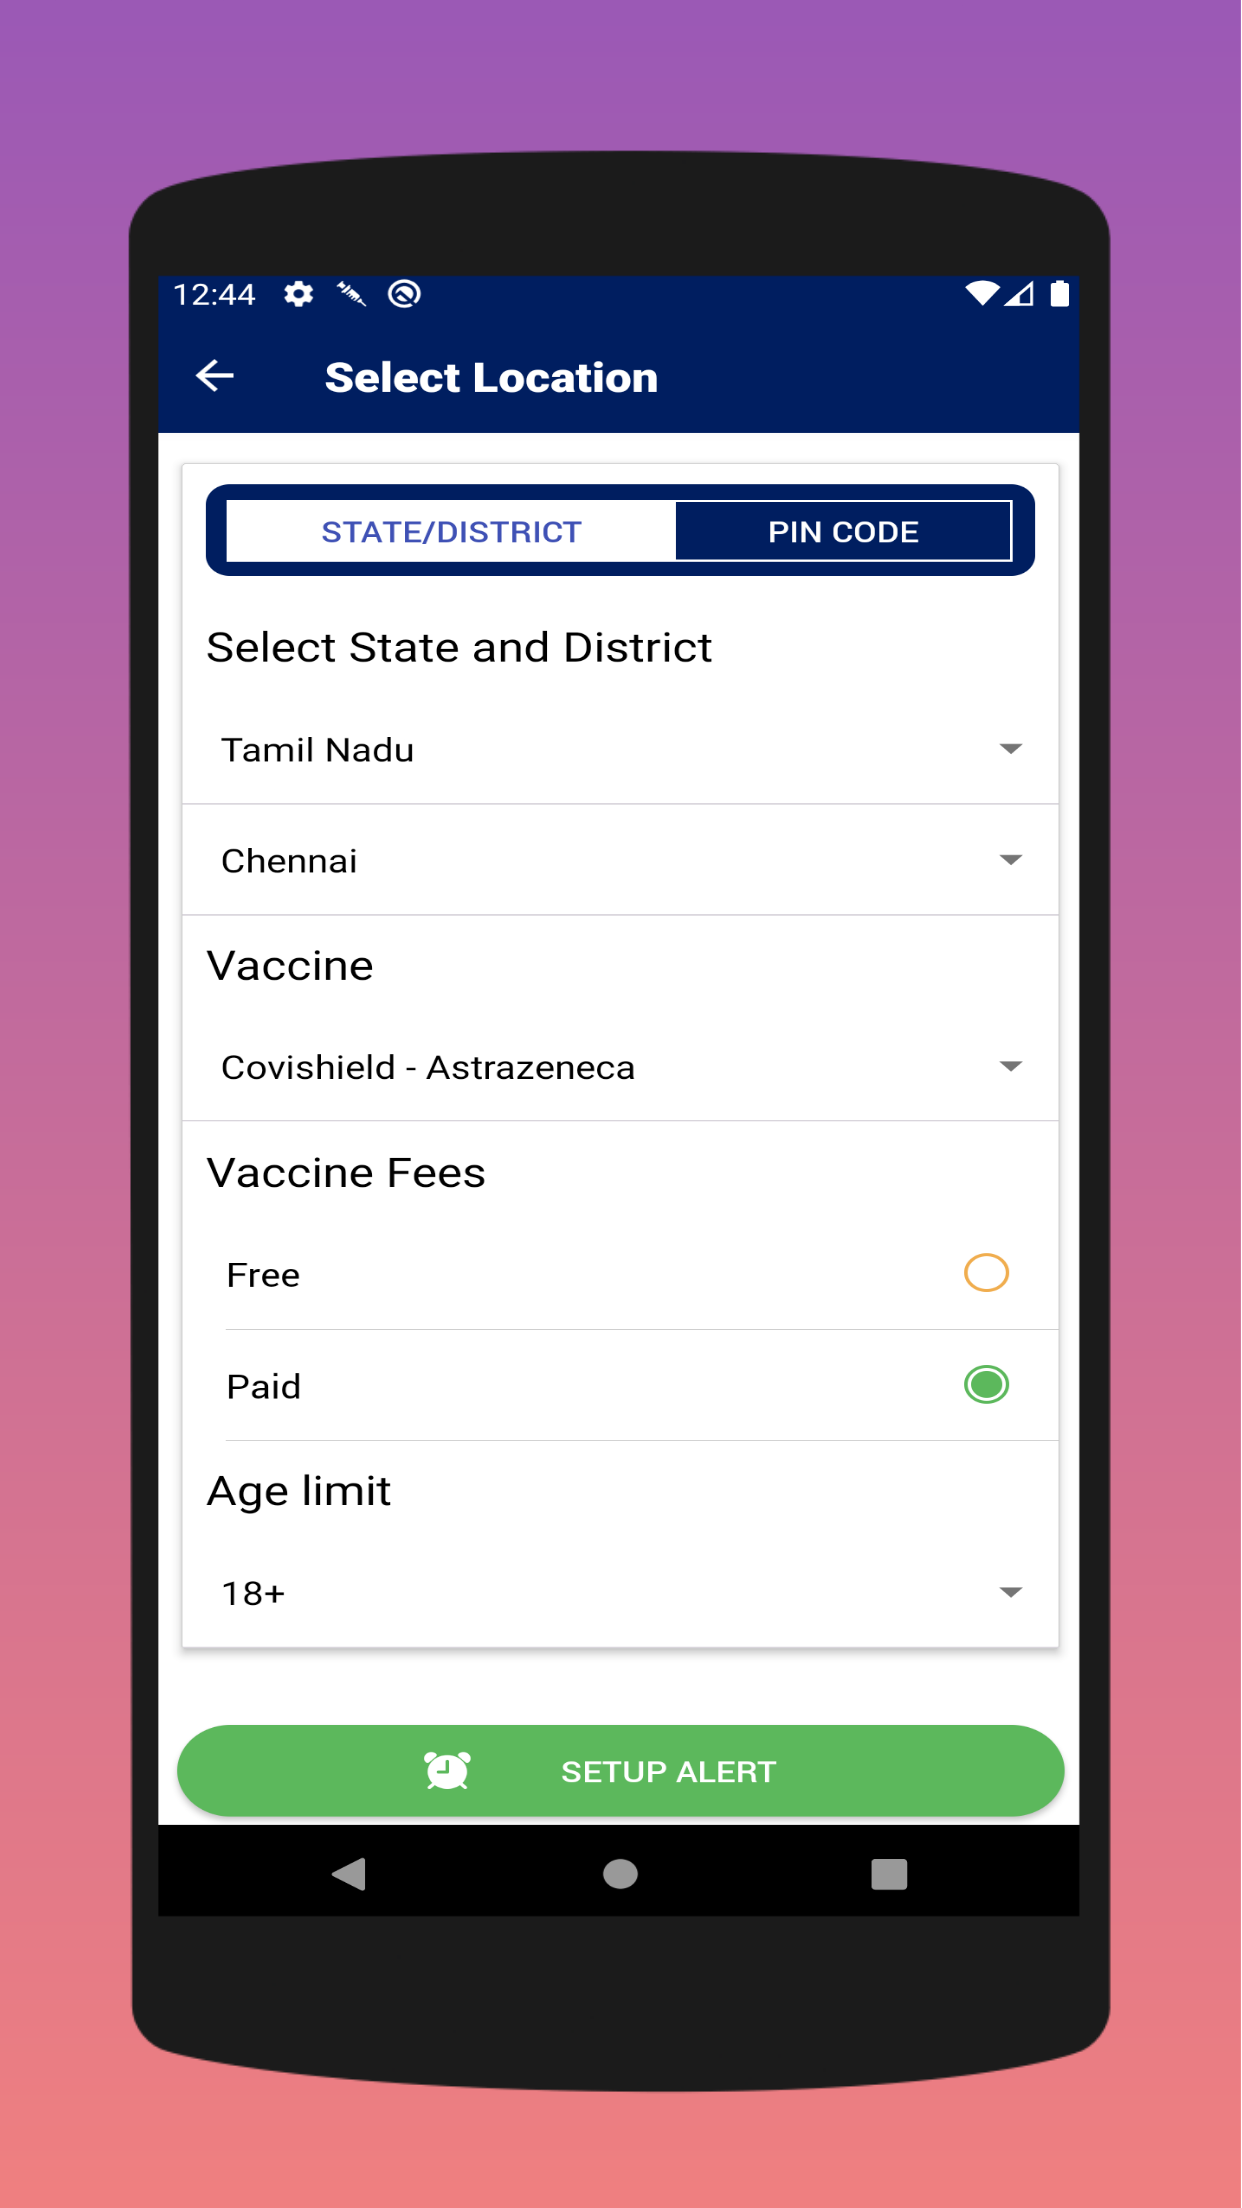 12:44
Select Location
STATE/DISTRICT PIN CODE
Select State and District
Tamil Nadu
Chennai
Vaccine
Covishield - Astrazeneca
Vaccine Fees
Free
Paid
Age limit
18+
SETUP ALERT